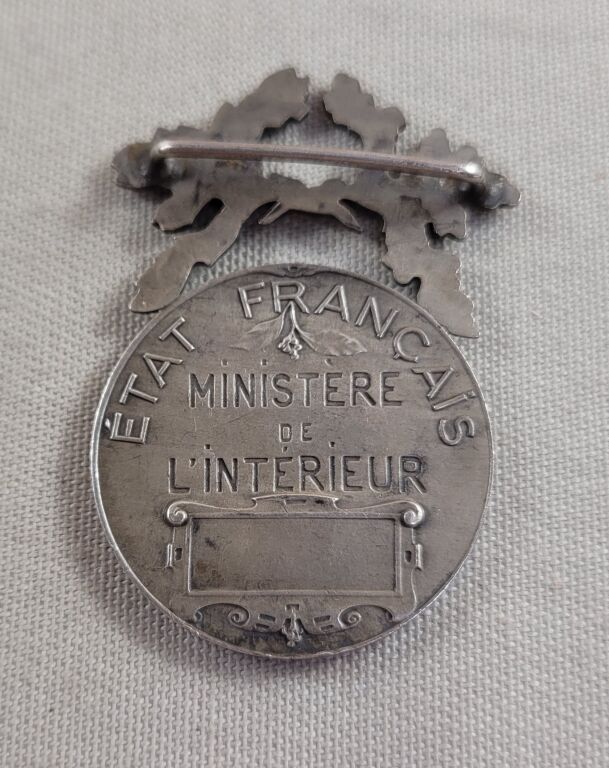 ÉTAT FRANÇAIS
MINISTÈRE
DE
L'INTÉRIEUR